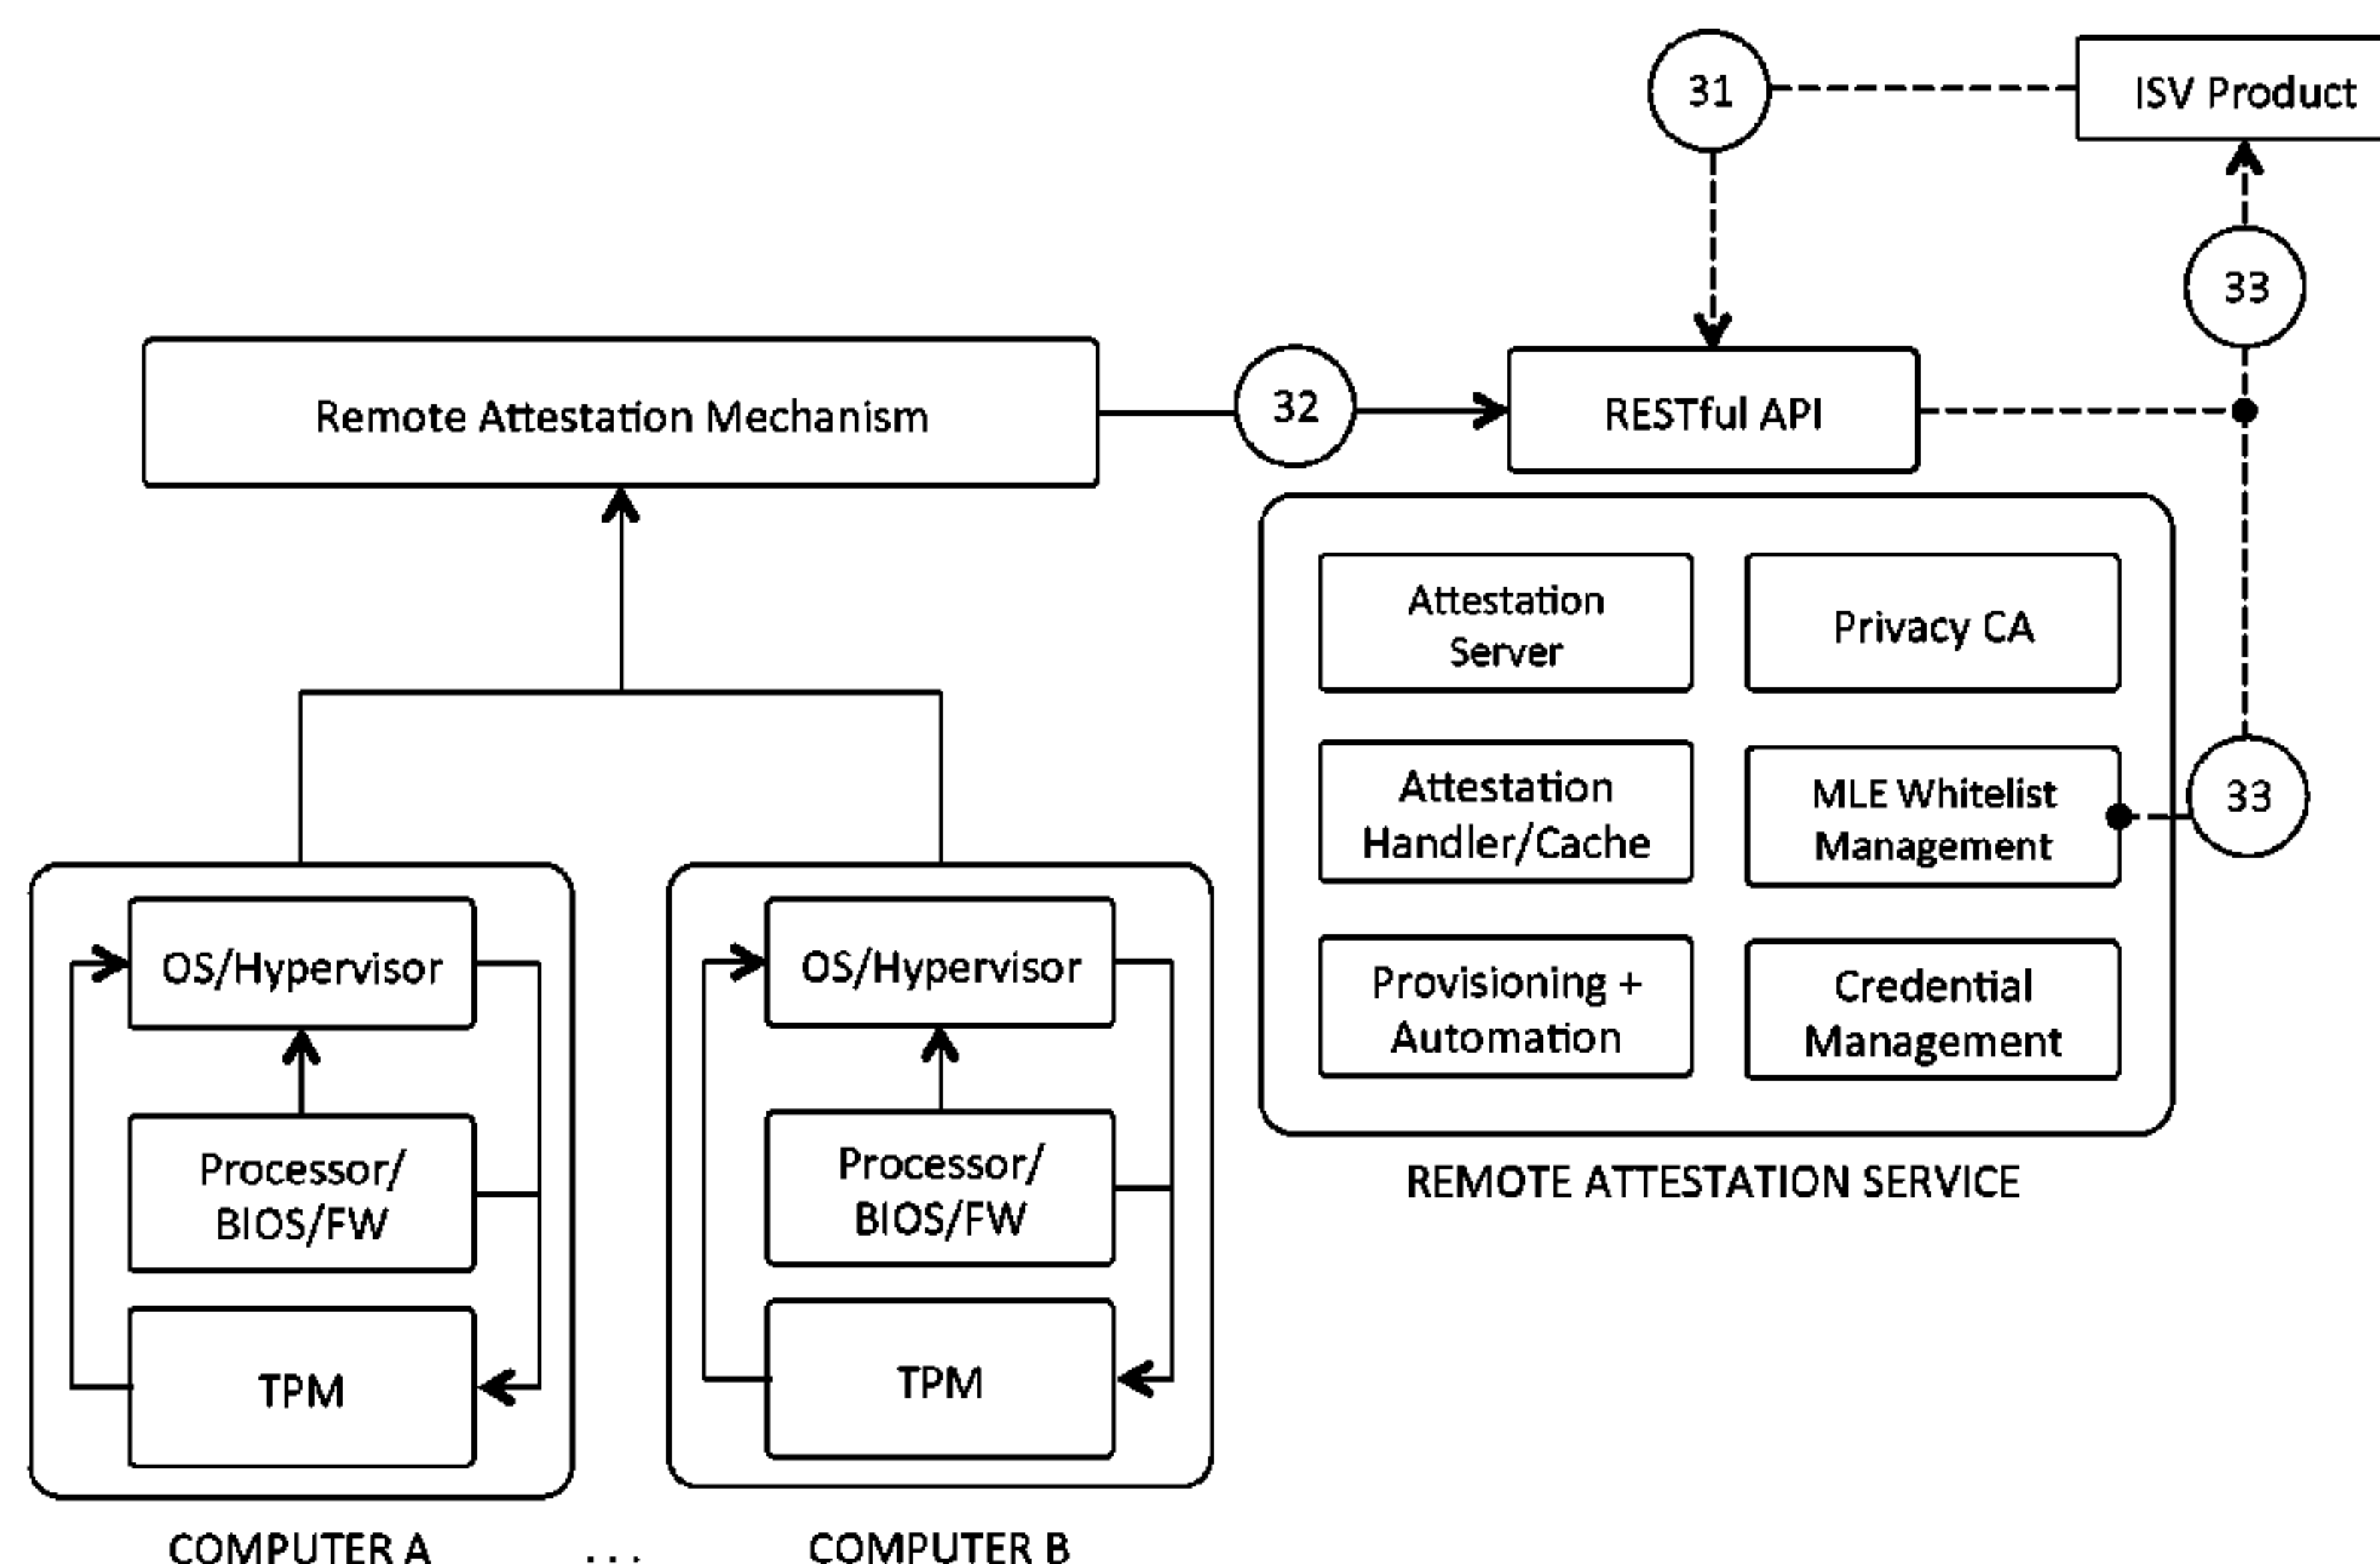 31
ISV Product
33
Remote Attestation Mechanism
32
RESTful API
Attestation
Server
Privacy CA
Attestation
Handler/Cache
MLE Whitelist
Management
33
Provisioning +
Automation
Credential
Management
REMOTE ATTESTATION SERVICE
OS/Hypervisor
Processor/
BIOS/FW
TPM
COMPUTER A
...
OS/Hypervisor
Processor/
BIOS/FW
TPM
COMPUTER B